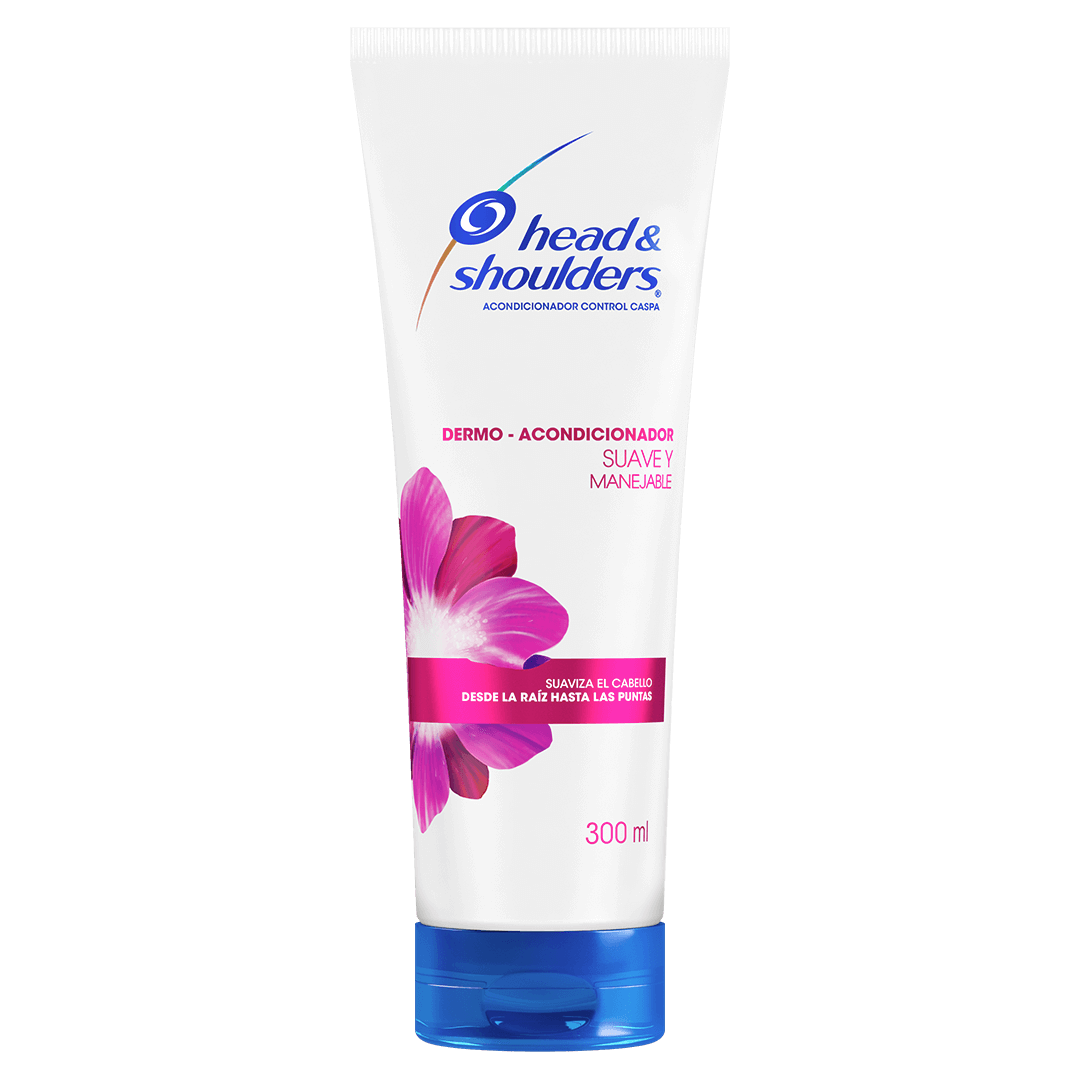 head &
shoulders®
ACONDICIONADOR CONTROL CASPA
DERMO - ACONDICIONADOR
SUAVE Y
MANEJABLE
SUAVIZA EL CABELLO
DESDE LA RAÍZ HASTA LAS PUNTAS
300 ml